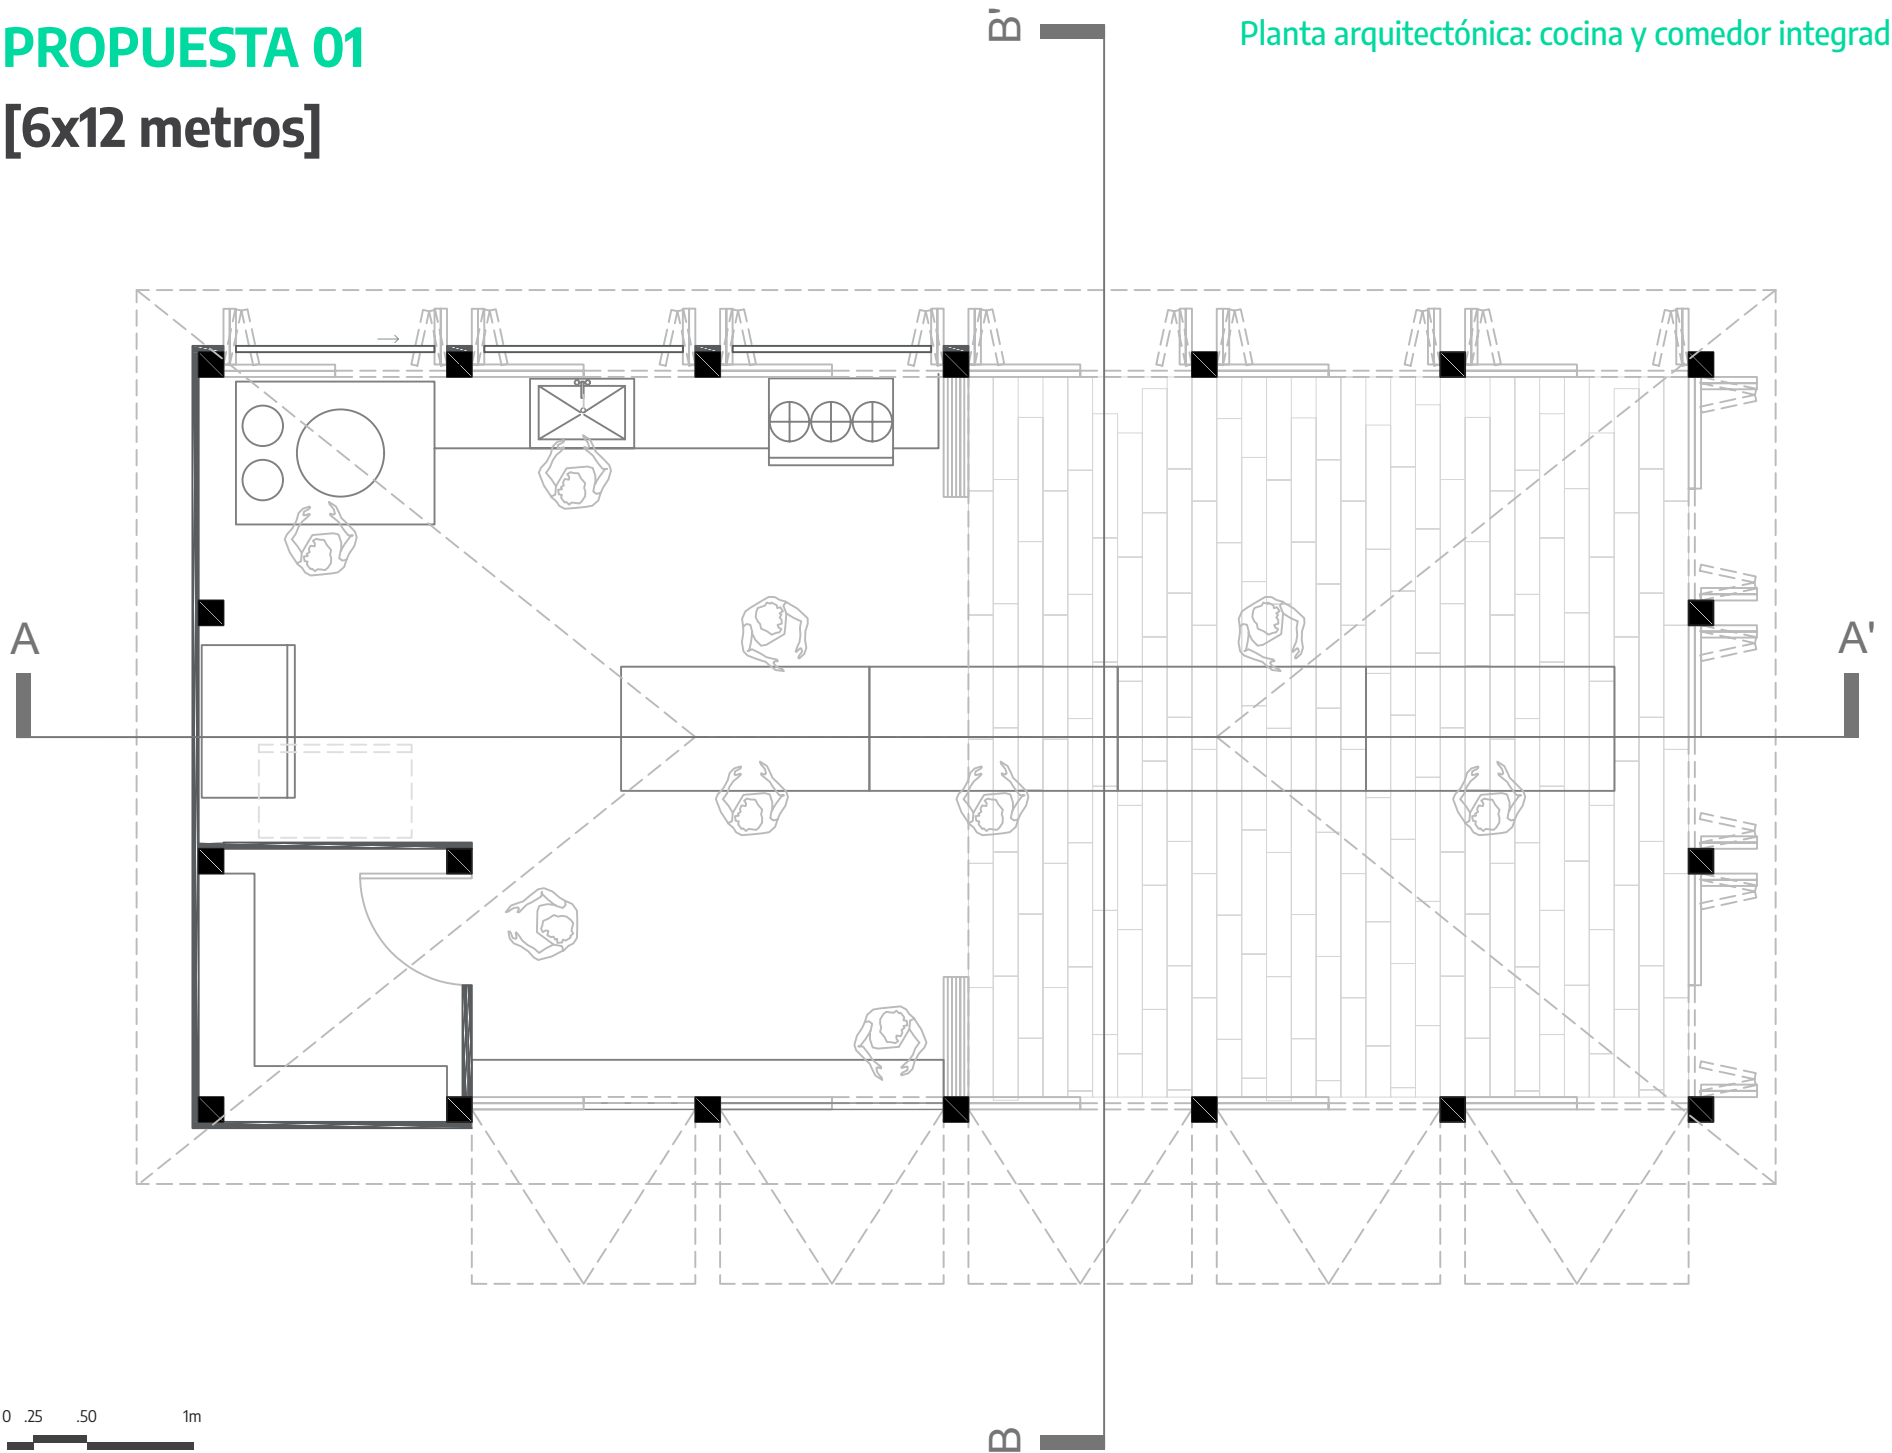 PROPUESTA 01
[6x12 metros]
Planta arquitectónica: cocina y comedor integrad
B'
A
A'
B
0 .25 .50 1m